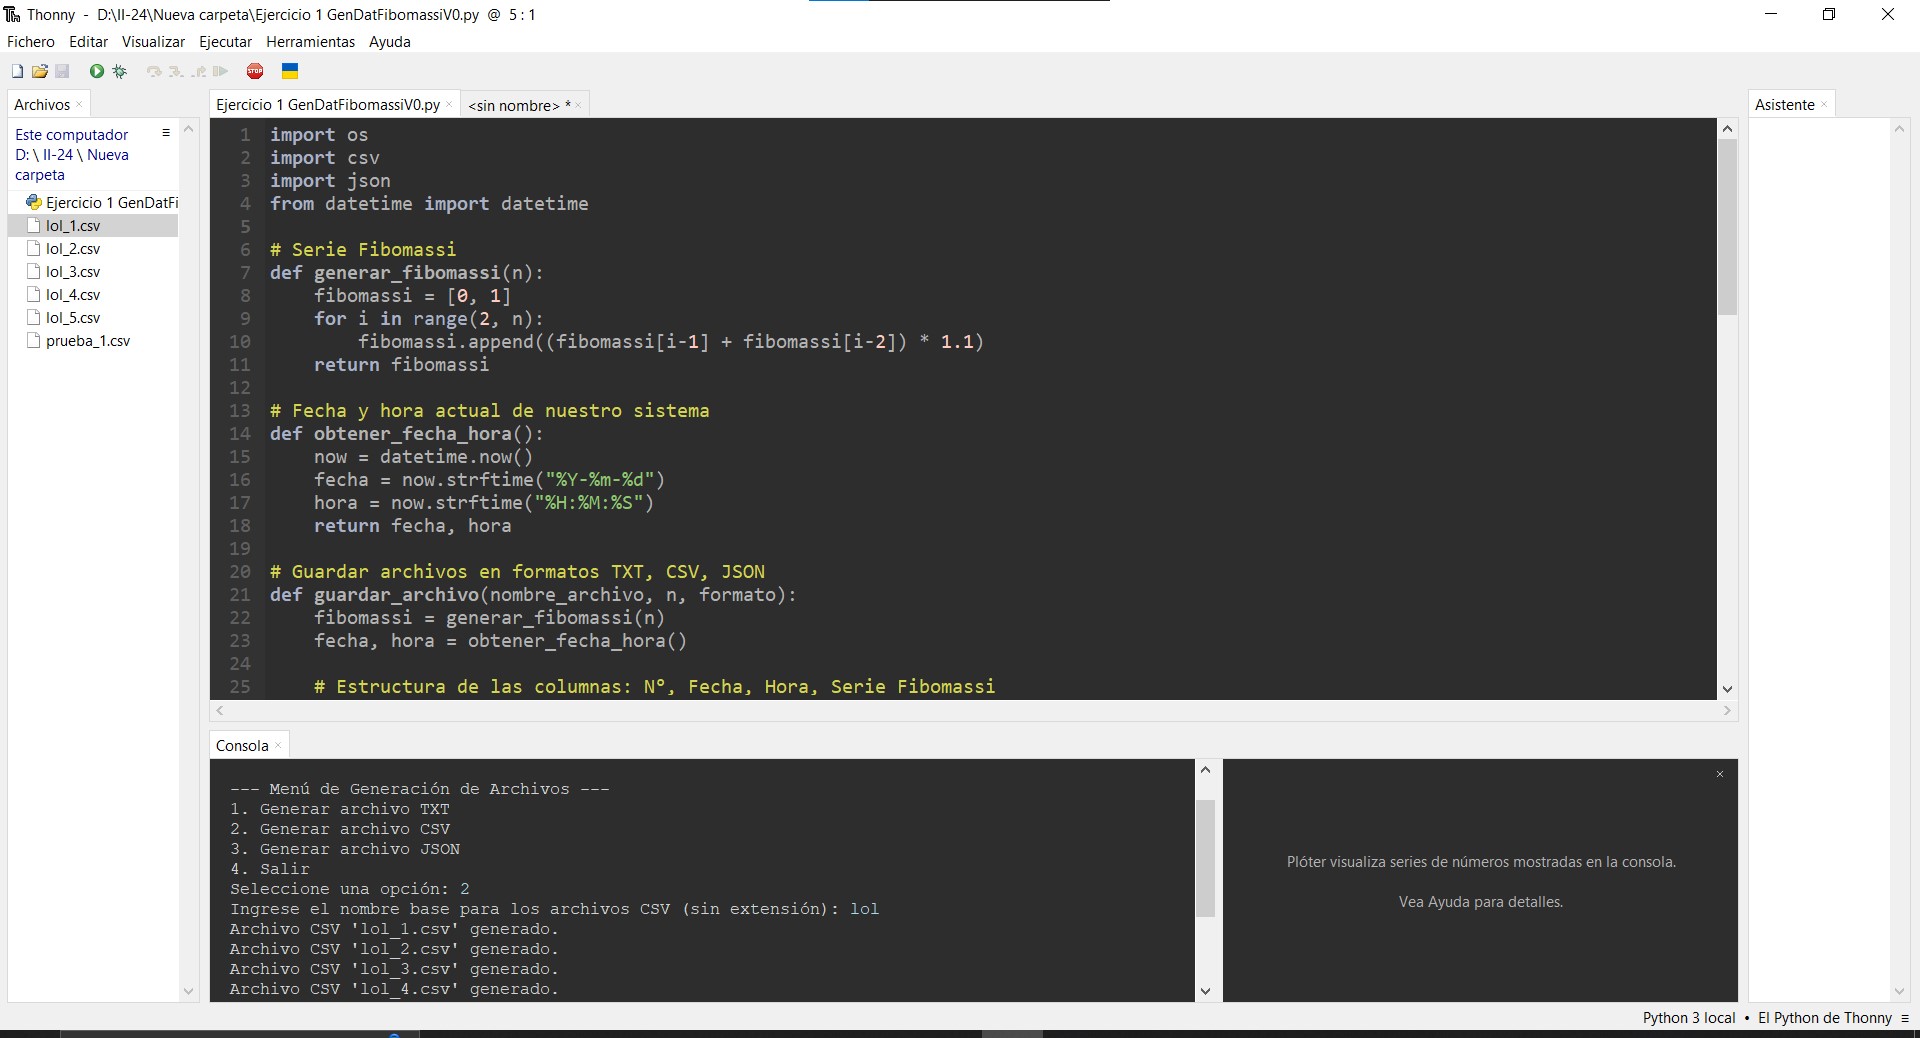 Thonny - D:\II-24\Nueva carpeta\Ejercicio 1 GenDatFibomassiV0.py @ 5 : 1
Fichero Editar Visualizar Ejecutar Herramientas Ayuda
STOP
Archivos
Este computador
D: \ II-24 \ Nueva
carpeta
Ejercicio 1 GenDatFi
lol_1.csv
lol_2.csv
lol_3.csv
lol_4.csv
lol_5.csv
prueba_1.csv
Ejercicio 1 GenDatFibomassiV0.py
<sin nombre> *
1 import os
2 import csv
3 import json
4 from datetime import datetime
5
6 # Serie Fibomassi
7 def generar_fibomassi(n):
8     fibomassi = [0, 1]
9     for i in range(2, n):
10         fibomassi.append((fibomassi[i-1] + fibomassi[i-2]) * 1.1)
11     return fibomassi
12
13 # Fecha y hora actual de nuestro sistema
14 def obtener_fecha_hora():
15     now = datetime.now()
16     fecha = now.strftime("%Y-%m-%d")
17     hora = now.strftime("%H:%M:%S")
18     return fecha, hora
19
20 # Guardar archivos en formatos TXT, CSV, JSON
21 def guardar_archivo(nombre_archivo, n, formato):
22     fibomassi = generar_fibomassi(n)
23     fecha, hora = obtener_fecha_hora()
24
25     # Estructura de las columnas: Nº, Fecha, Hora, Serie Fibomassi
Asistente
Consola
--- Menú de Generación de Archivos ---
1. Generar archivo TXT
2. Generar archivo CSV
3. Generar archivo JSON
4. Salir
Seleccione una opción: 2
Ingrese el nombre base para los archivos CSV (sin extensión): lol
Archivo CSV 'lol_1.csv' generado.
Archivo CSV 'lol_2.csv' generado.
Archivo CSV 'lol_3.csv' generado.
Archivo CSV 'lol_4.csv' generado.
Plóter visualiza series de números mostradas en la consola.
Vea Ayuda para detalles.
Python 3 local • El Python de Thonny